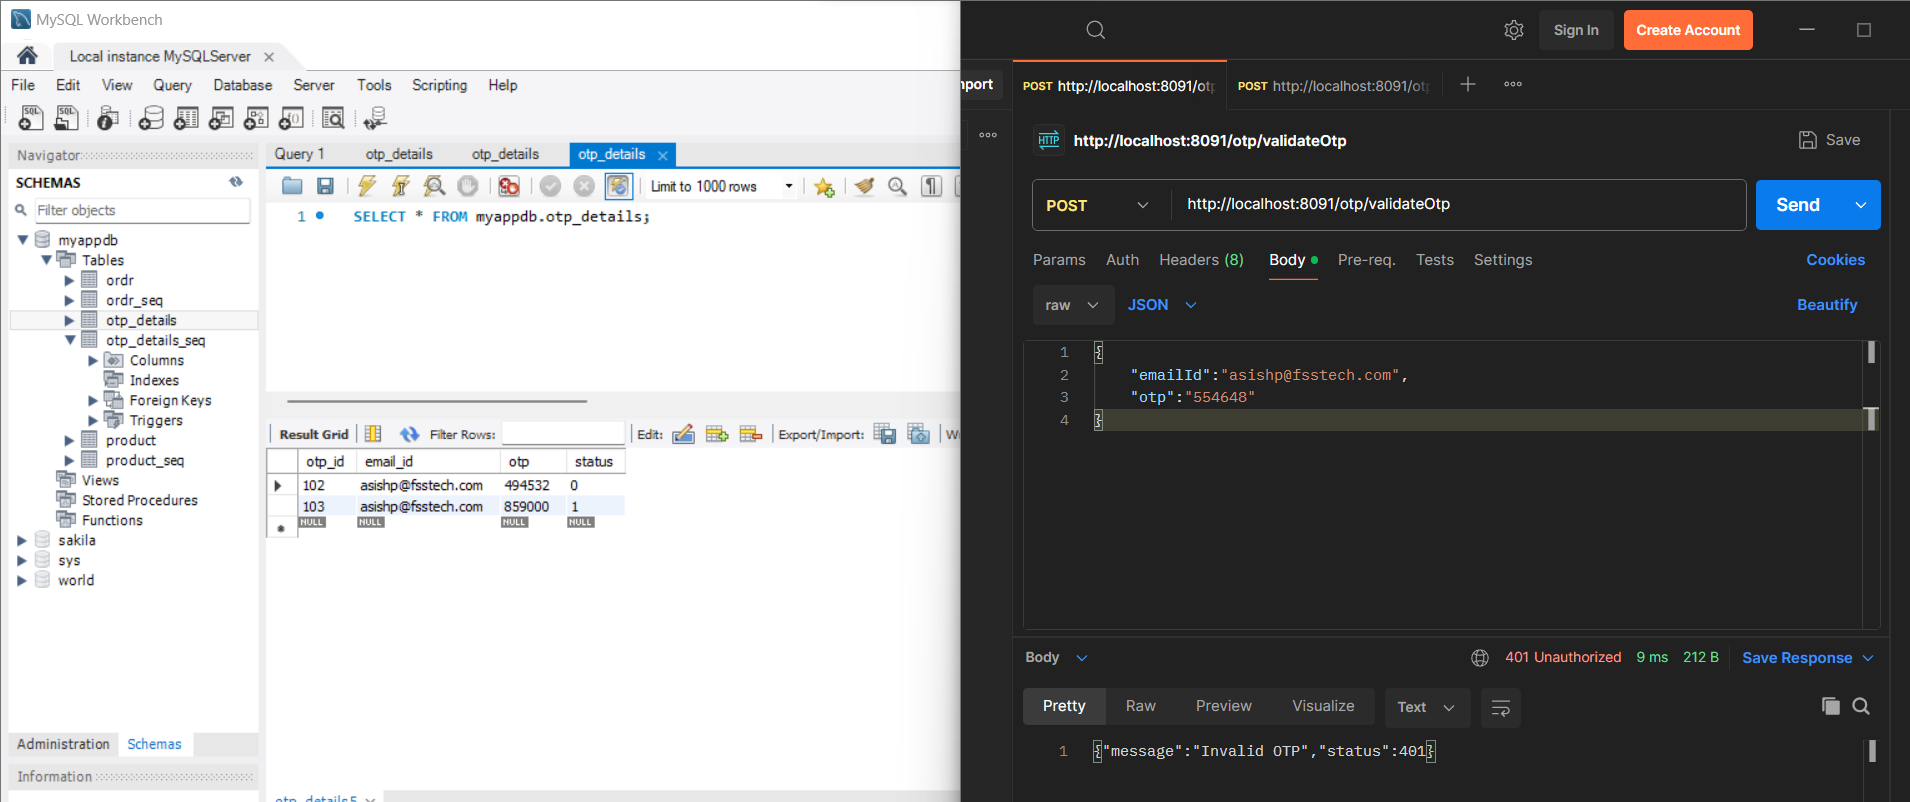 MySQL Workbench
Local instance MySQLServer
File Edit View Query Database Server Tools Scripting Help
Navigator
SCHEMAS
Filter objects
myappdb
Tables
ordr
ordr_seq
otp_details
otp_details_seq
Columns
Indexes
Foreign Keys
Triggers
product
product_seq
Views
Stored Procedures
Functions
sakila
sys
world
Administration Schemas
Information
Query 1 otp_details otp_details otp_details
Limit to 1000 rows
1 SELECT * FROM myappdb.otp_details;
Result Grid Filter Rows: Edit: Export/Import:
otp_id email_id otp status
102 asishp@fsstech.com 494532 0
103 asishp@fsstech.com 859000 1
NULL NULL NULL NULL
otp_details5
Sign In Create Account
port POST http://localhost:8091/otp POST http://localhost:8091/otp
HTTP http://localhost:8091/otp/validateOtp Save
POST http://localhost:8091/otp/validateOtp Send
Params Auth Headers (8) Body Pre-req. Tests Settings Cookies
raw JSON Beautify
1 {
2 "emailId":"asishp@fsstech.com",
3 "otp":"554648"
4 }
Body 401 Unauthorized 9 ms 212 B Save Response
Pretty Raw Preview Visualize Text
1 {"message":"Invalid OTP","status":401}